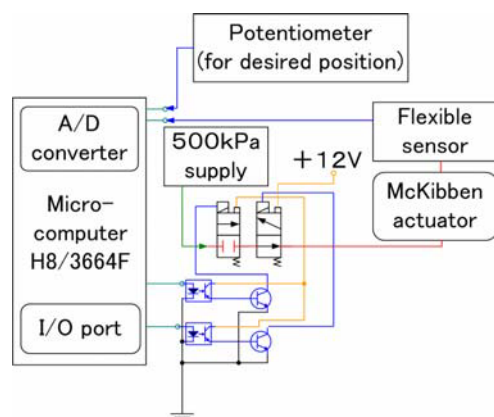 Potentiometer
(for desired position)
A/D
converter
500kPa
supply
+12V
Flexible
sensor
McKibben
actuator
Micro-
computer
H8/3664F
I/O port